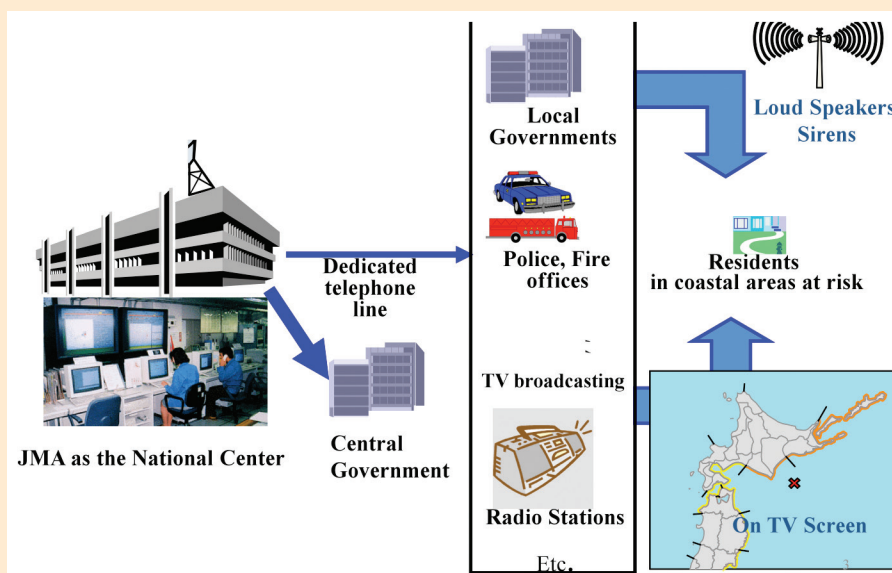 Local
Governments
Loud Speakers
Sirens
Dedicated
telephone
line
Police, Fire
offices
Residents
in coastal areas at risk
TV broadcasting
JMA as the National Center
Central
Government
Radio Stations
On TV Screen
Etc.
3